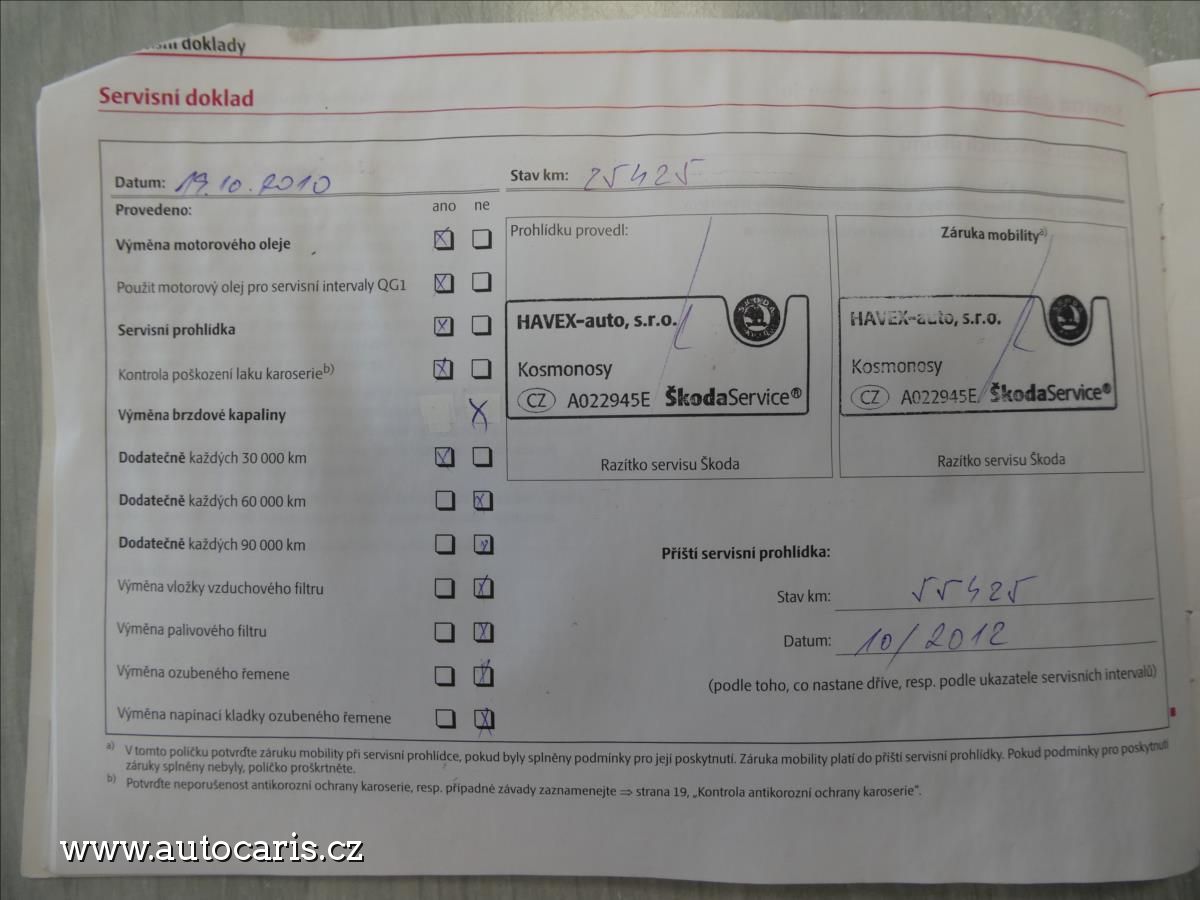 doklady
Servisní doklad
Datum: 19.10.2010
Stav km: 25425
Provedeno:
ano ne
Výměna motorového oleje
Použit motorový olej pro servisní intervaly QG1
Servisní prohlídka
Kontrola poškození laku karoserie b)
Výměna brzdové kapaliny
Dodatečně každých 30 000 km
Dodatečně každých 60 000 km
Dodatečně každých 90 000 km
Výměna vložky vzduchového filtru
Výměna palivového filtru
Výměna ozubeného řemene
Výměna napínací kladky ozubeného řemene
Prohlídku provedl:
HAVEX-auto, s.r.o.
ŠKODA
Kosmonosy
CZ A022945E ŠkodaService®
Razítko servisu Škoda
Záruka mobility a)
HAVEX-auto, s.r.o.
Kosmonosy
CZ A022945E ŠkodaService®
Razítko servisu Škoda
Příští servisní prohlídka:
Stav km: 55425
Datum: 10/2012
(podle toho, co nastane dříve, resp. podle ukazatele servisních intervalů)
a) V tomto políčku potvrďte záruku mobility při servisní prohlídce, pokud byly splněny podmínky pro její poskytnutí. Záruka mobility platí do příští servisní prohlídky. Pokud podmínky pro poskytnutí
záruky splněny nebyly, políčko proškrtněte.
b) Potvrďte neporušenost antikorozní ochrany karoserie, resp. případné závady zaznamenejte ⇒ strana 19, „Kontrola antikorozní ochrany karoserie“.
www.autocaris.cz